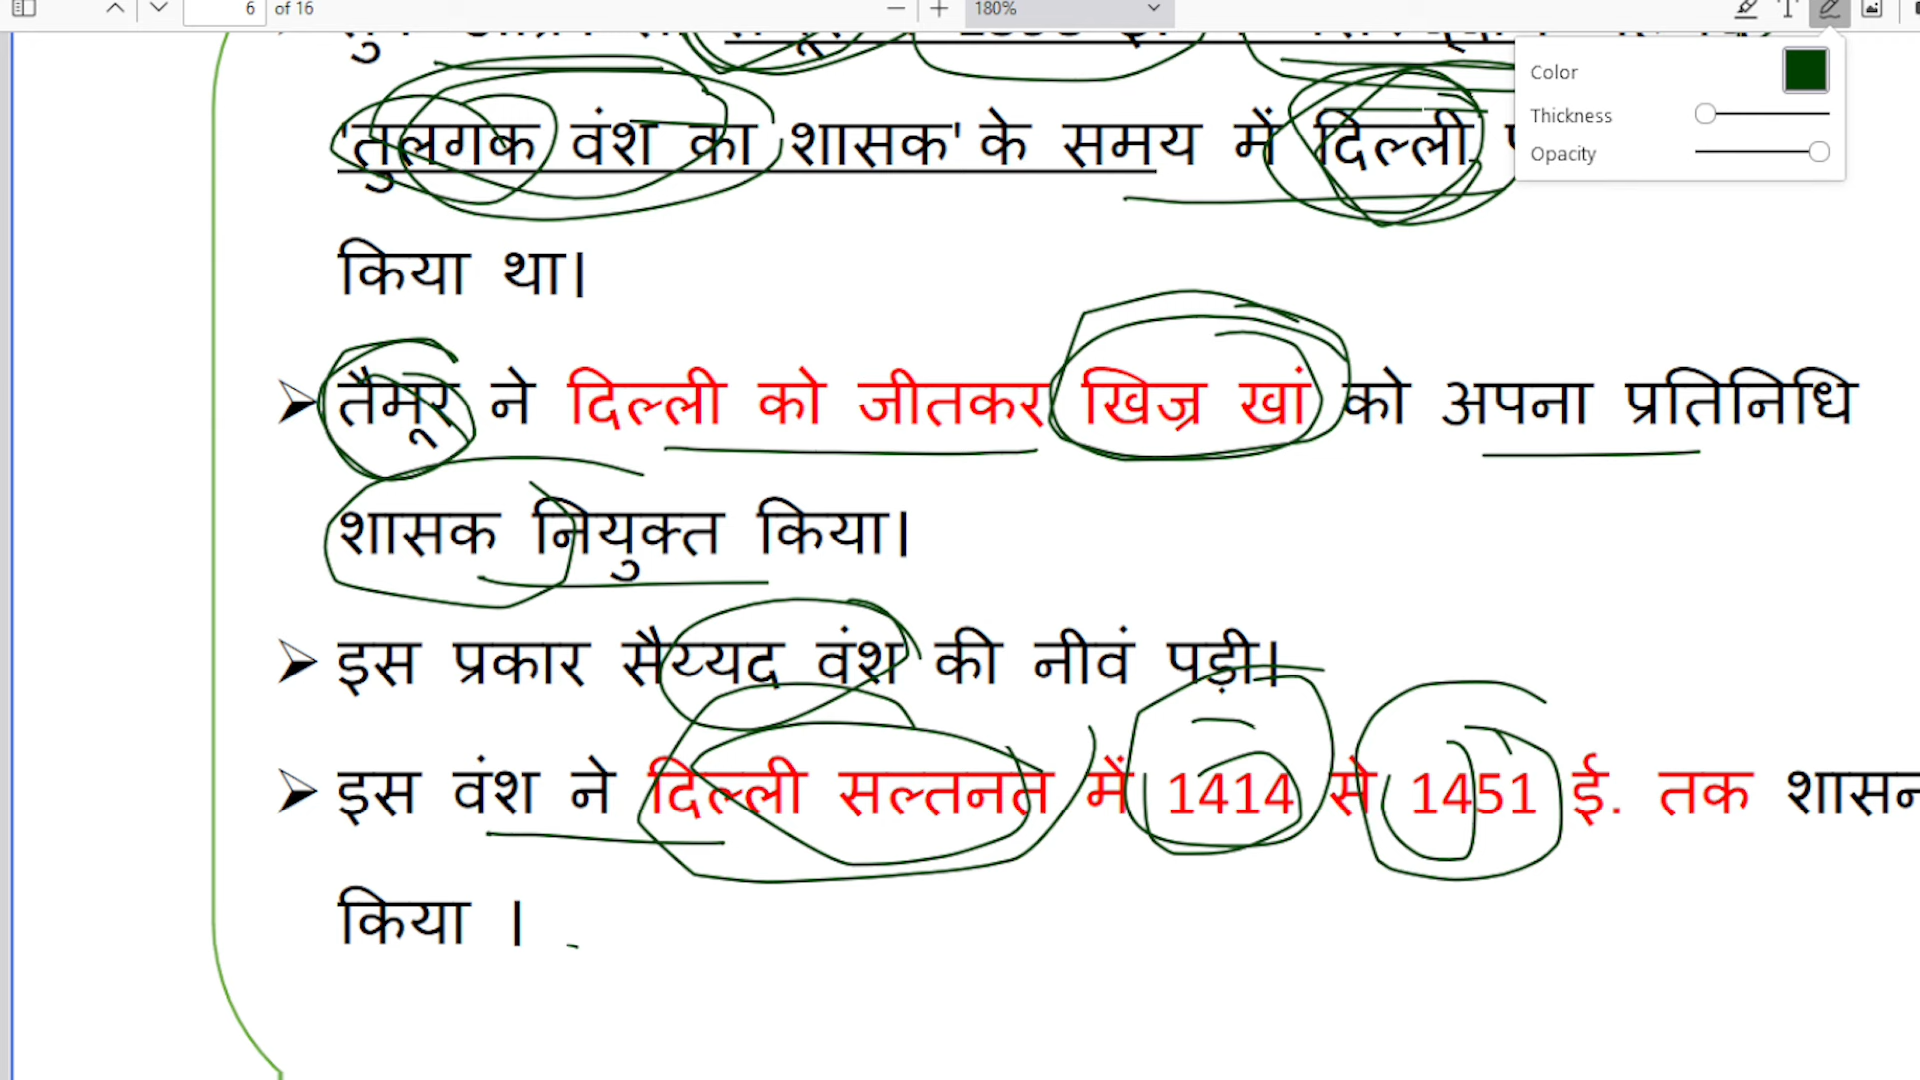 6 of 16 180%
Color
Thickness
Opacity
'तुलगक वंश का शासक' के समय में दिल्ली
किया था।
➢ तैमूर ने दिल्ली को जीतकर खिज्र खां को अपना प्रतिनिधि
शासक नियुक्त किया।
➢ इस प्रकार सैय्यद वंश की नीवं पड़ी।
➢ इस वंश ने दिल्ली सल्तनत में 1414 से 1451 ई. तक शासन
किया ।